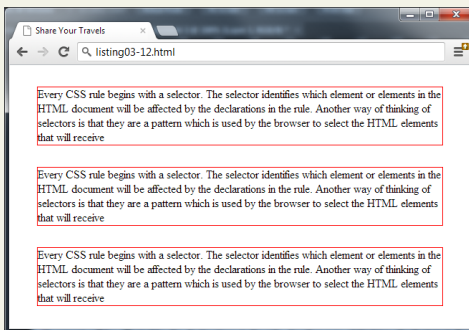 Share Your Travels
listing03-12.html
Every CSS rule begins with a selector. The selector identifies which element or elements in the
HTML document will be affected by the declarations in the rule. Another way of thinking of
selectors is that they are a pattern which is used by the browser to select the HTML elements
that will receive
Every CSS rule begins with a selector. The selector identifies which element or elements in the
HTML document will be affected by the declarations in the rule. Another way of thinking of
selectors is that they are a pattern which is used by the browser to select the HTML elements
that will receive
Every CSS rule begins with a selector. The selector identifies which element or elements in the
HTML document will be affected by the declarations in the rule. Another way of thinking of
selectors is that they are a pattern which is used by the browser to select the HTML elements
that will receive